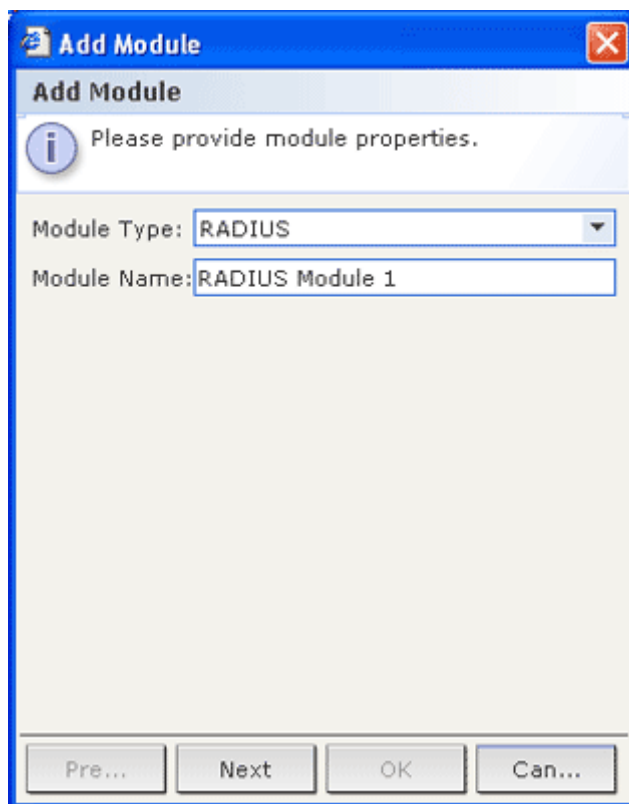 Add Module
Add Module
Please provide module properties.
Module Type: RADIUS
Module Name: RADIUS Module 1
Pre... Next OK Can...